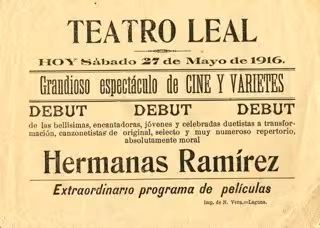 TEATRO LEAL
HOY Sábado 27 de Mayo de 1916.
Grandioso espectáculo de CINE Y VARIETES
DEBUT DEBUT DEBUT
de las bellísimas, encantadoras, jóvenes y célebradas duetistas a transfor-
mación, canzonetistas de original, selecto y muy numeroso repertorio,
absolutamente moral
Hermanas Ramírez
Extraordinario programa de películas
Imp. de N. Vera.—Laguna.